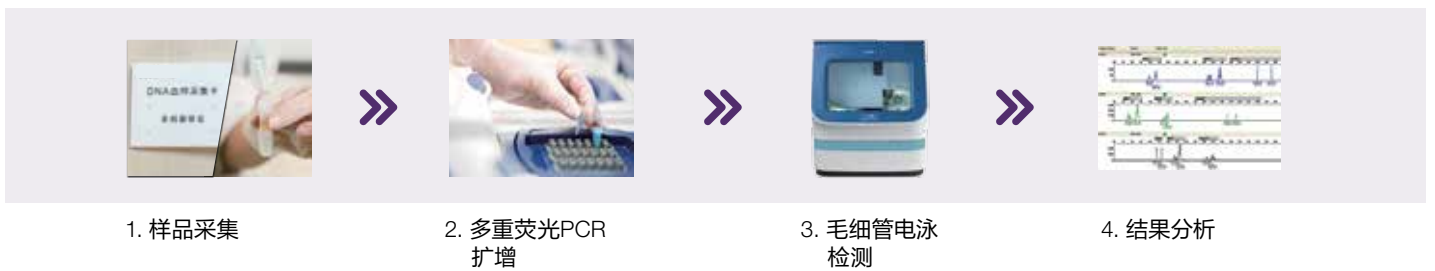 DNA血样采集卡
1. 样品采集
2. 多重荧光PCR
扩增
3. 毛细管电泳
检测
4. 结果分析